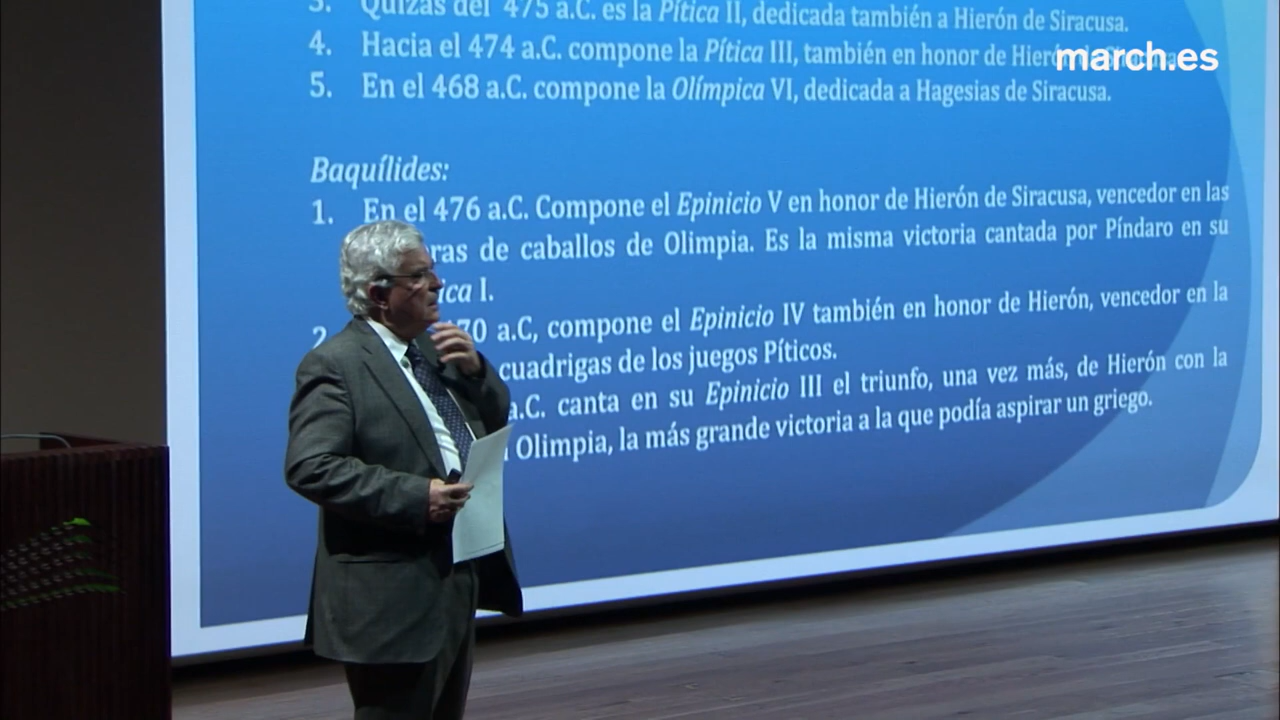 3. Quizás del 475 a.C. es la Pítica II, dedicada también a Hierón de Siracusa.
march.es
4. Hacia el 474 a.C. compone la Pítica III, también en honor de
5. En el 468 a.C. compone la Olímpica VI, dedicada a Hagesias de Siracusa.
Baquílides:
1. En el 476 a.C. Compone el Epinicio V en honor de Hierón de Siracusa, vencedor en las
ras de caballos de Olimpia. Es la misma victoria cantada por Píndaro en su
ica I.
2 70 a.C, compone el Epinicio IV también en honor de Hierón, vencedor en la
cuadrigas de los juegos Píticos.
a.C. canta en su Epinicio III el triunfo, una vez más, de Hierón con la
Olimpia, la más grande victoria a la que podía aspirar un griego.